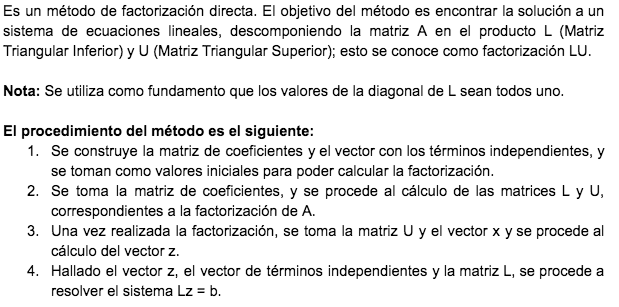 Es un método de factorización directa. El objetivo del método es encontrar la solución a un
sistema de ecuaciones lineales, descomponiendo la matriz A en el producto L (Matriz
Triangular Inferior) y U (Matriz Triangular Superior); esto se conoce como factorización LU.
Nota: Se utiliza como fundamento que los valores de la diagonal de L sean todos uno.
El procedimiento del método es el siguiente:
1. Se construye la matriz de coeficientes y el vector con los términos independientes, y
se toman como valores iniciales para poder calcular la factorización.
2. Se toma la matriz de coeficientes, y se procede al cálculo de las matrices L y U,
correspondientes a la factorización de A.
3. Una vez realizada la factorización, se toma la matriz U y el vector x y se procede al
cálculo del vector z.
4. Hallado el vector z, el vector de términos independientes y la matriz L, se procede a
resolver el sistema Lz = b.